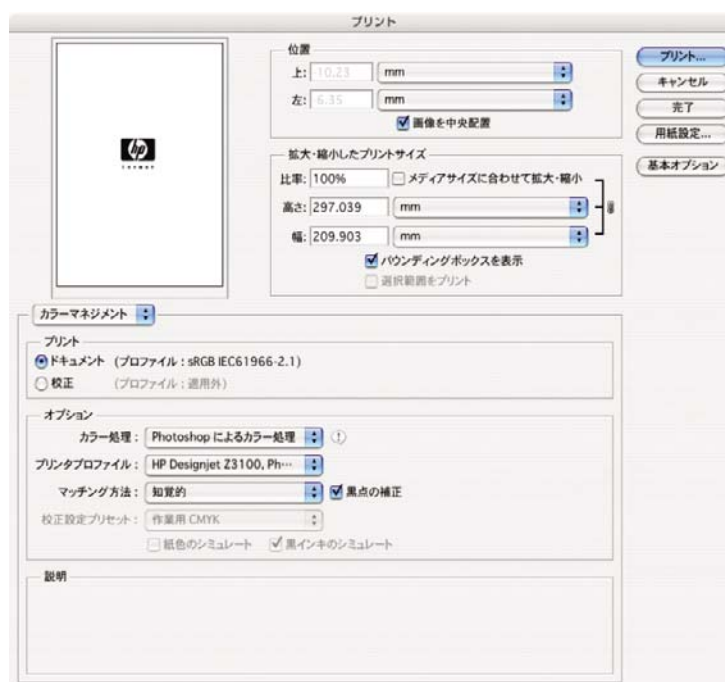 プリント
位置
上: 10.23 mm
左: 6.35 mm
画像を中央配置
拡大・縮小したプリントサイズ
比率: 100% メディアサイズに合わせて拡大・縮小
高さ: 297.039 mm
幅: 209.903 mm
バウンディングボックスを表示
選択範囲をプリント
プリント...
キャンセル
完了
用紙設定...
基本オプション
hp
invent
カラーマネジメント
プリント
ドキュメント (プロファイル : sRGB IEC61966-2.1)
校正 (プロファイル : 適用外)
オプション
カラー処理 : Photoshop によるカラー処理
プリンタプロファイル : HP Designjet Z3100, Ph…
マッチング方法 : 知覚的 黒点の補正
校正設定プリセット : 作業用 CMYK
紙色のシミュレート 黒インキのシミュレート
説明